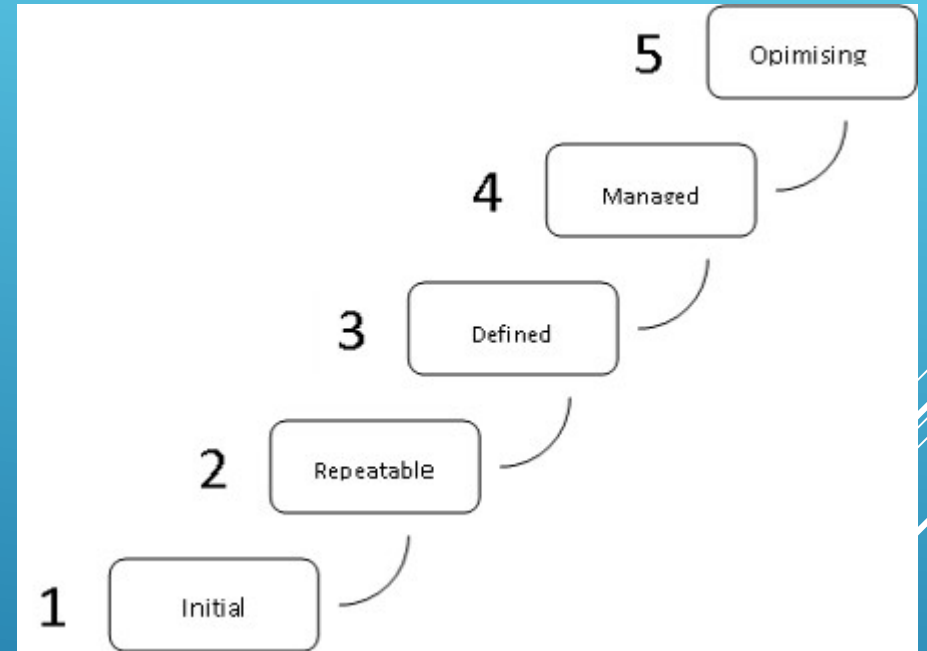 5 Opimising
4 Managed
3 Defined
2 Repeatable
1 Initial